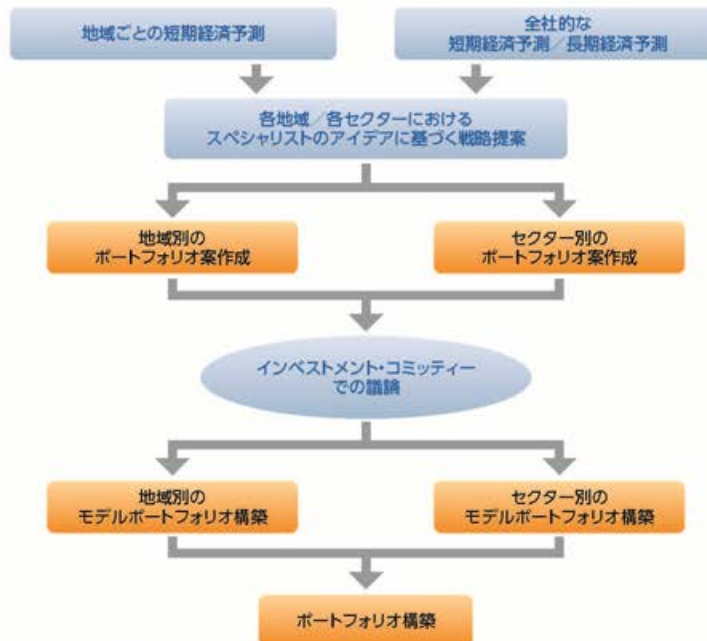 地域ごとの短期経済予測
全社的な
短期経済予測／長期経済予測
各地域／各セクターにおける
スペシャリストのアイデアに基づく戦略提案
地域別の
ポートフォリオ案作成
セクター別の
ポートフォリオ案作成
インベストメント・コミッティー
での議論
地域別の
モデルポートフォリオ構築
セクター別の
モデルポートフォリオ構築
ポートフォリオ構築